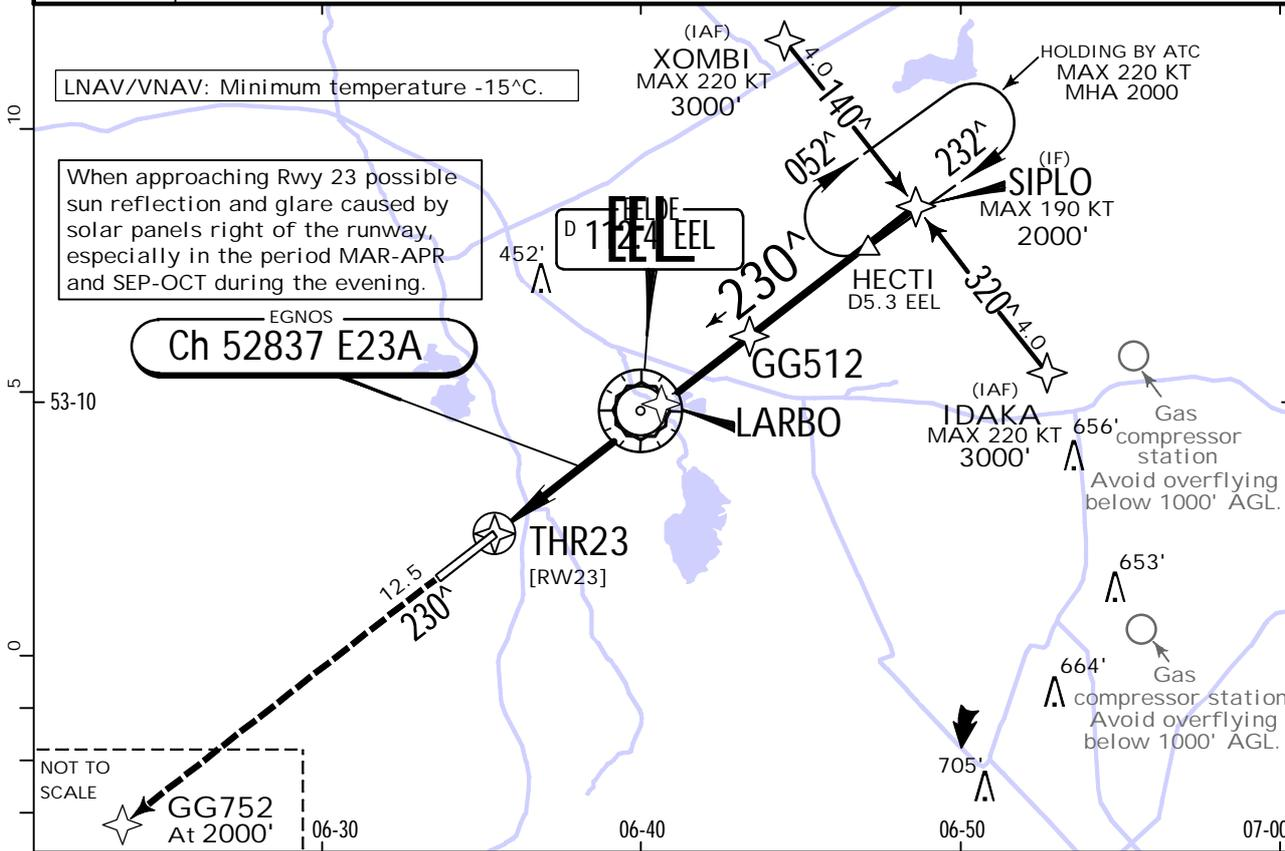 (IAF)
XOMBI
MAX 220 KT
3000'
4.0
140^
HOLDING BY ATC
MAX 220 KT
MHA 2000
LNAV/VNAV: Minimum temperature -15^C.
10
052^
232^
(IF)
SIPLO
MAX 190 KT
2000'
When approaching Rwy 23 possible
sun reflection and glare caused by
solar panels right of the runway,
especially in the period MAR-APR
and SEP-OCT during the evening.
D
EEL
452'
230^
HECTI
D5.3 EEL
320^
4.0
EGNOS
Ch 52837 E23A
GG512
5
53-10
LARBO
(IAF)
IDAKA
MAX 220 KT
3000'
656'
Gas
compressor
station
Avoid overflying
below 1000' AGL.
THR23
[RW23]
12.5
230^
653'
0
664'
Gas
compressor station
Avoid overflying
below 1000' AGL.
705'
NOT TO
SCALE
GG752
At 2000'
06-30
06-40
06-50
07-00